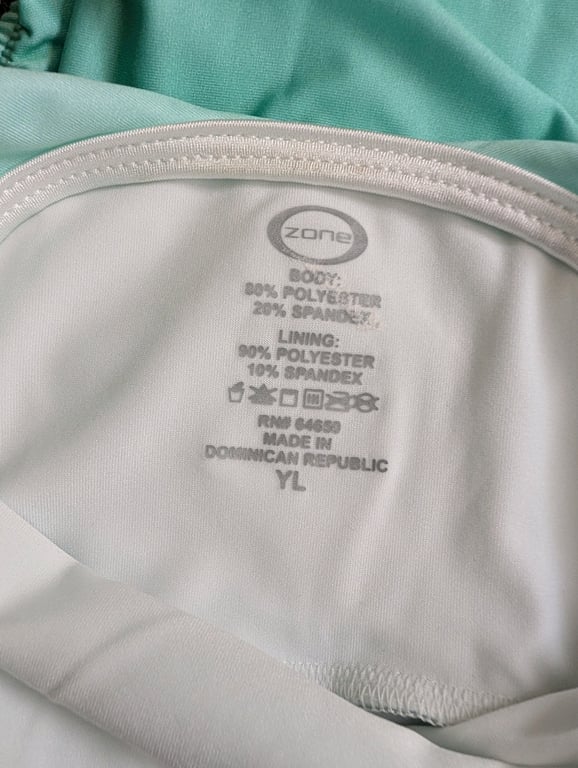 ZONE
BODY:
80% POLYESTER
20% SPANDEX
LINING:
90% POLYESTER
10% SPANDEX
RN# 64650
MADE IN
DOMINICAN REPUBLIC
YL